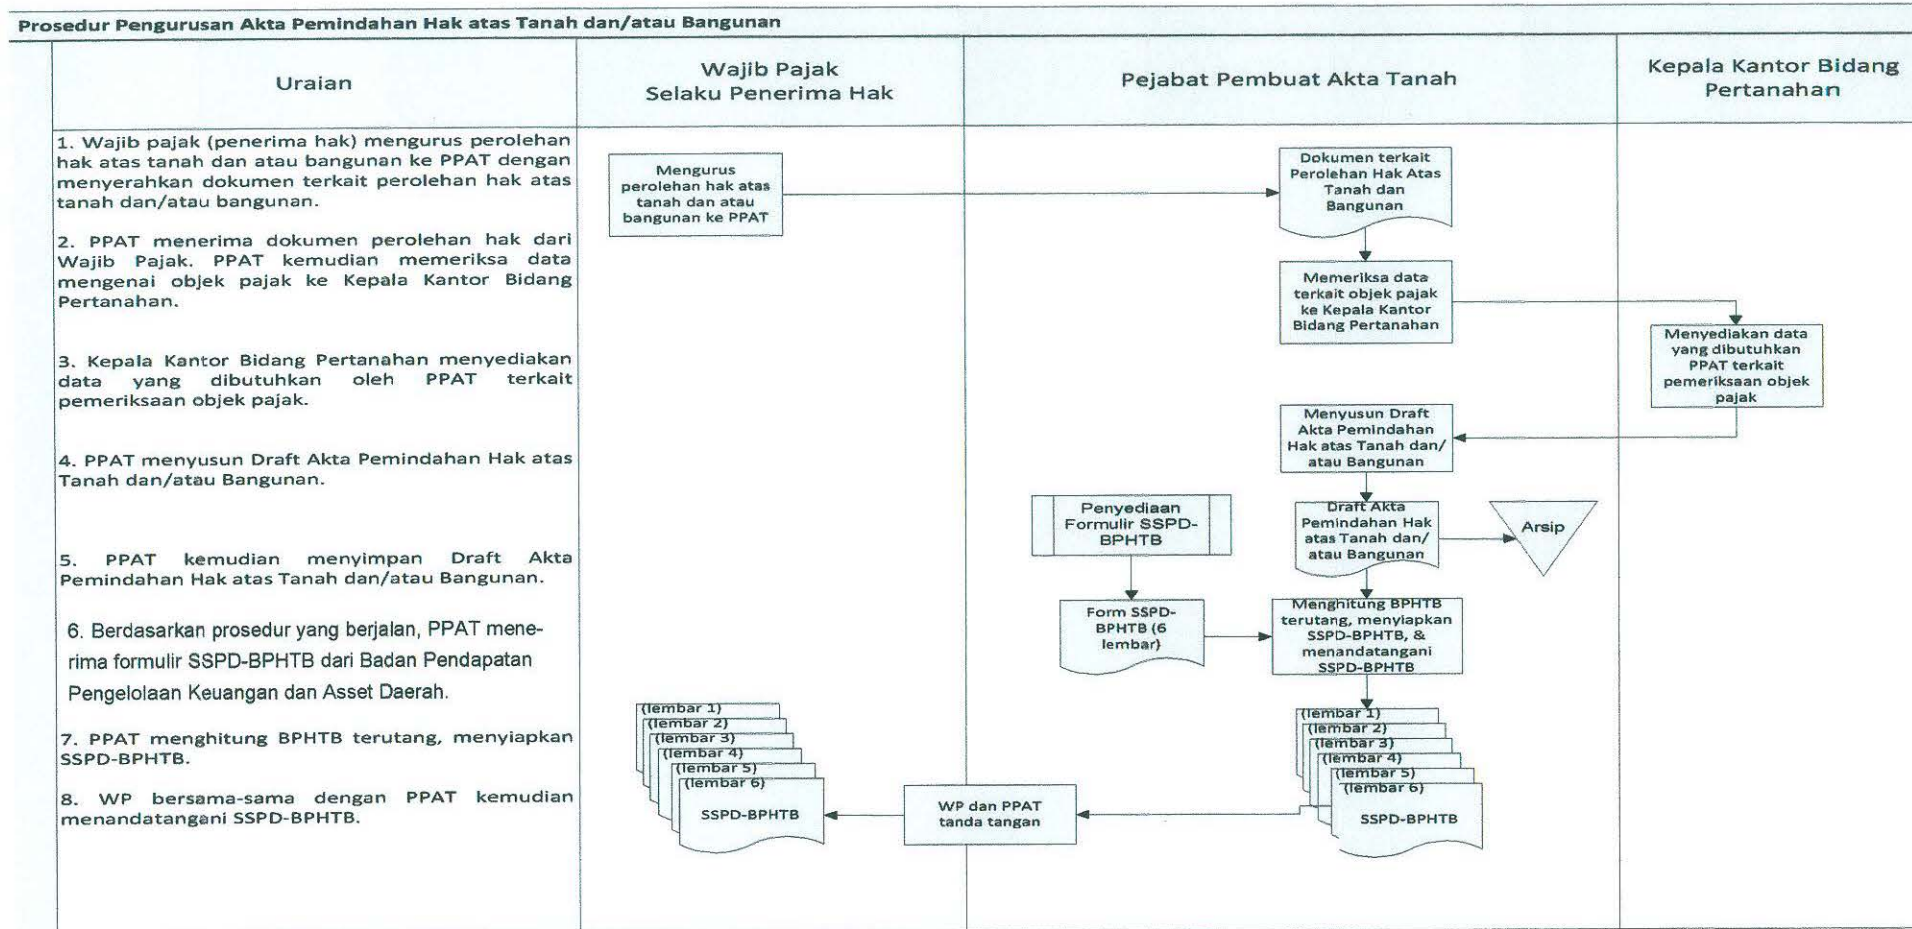 Prosedur Pengurusan Akta Pemindahan Hak atas Tanah dan/atau Bangunan
Uraian
Wajib Pajak
Selaku Penerima Hak
Pejabat Pembuat Akta Tanah
Kepala Kantor Bidang
Pertanahan
1. Wajib pajak (penerima hak) mengurus perolehan
hak atas tanah dan atau bangunan ke PPAT dengan
menyerahkan dokumen terkait perolehan hak atas
tanah dan/atau bangunan.
2. PPAT menerima dokumen perolehan hak dari
Wajib Pajak. PPAT kemudian memeriksa data
mengenai objek pajak ke Kepala Kantor Bidang
Pertanahan.
3. Kepala Kantor Bidang Pertanahan menyediakan
data yang dibutuhkan oleh PPAT terkait
pemeriksaan objek pajak.
4. PPAT menyusun Draft Akta Pemindahan Hak atas
Tanah dan/atau Bangunan.
5. PPAT kemudian menyimpan Draft Akta
Pemindahan Hak atas Tanah dan/atau Bangunan.
6. Berdasarkan prosedur yang berjalan, PPAT mene-
rima formulir SSPD-BPHTB dari Badan Pendapatan
Pengelolaan Keuangan dan Asset Daerah.
7. PPAT menghitung BPHTB terutang, menyiapkan
SSPD-BPHTB.
8. WP bersama-sama dengan PPAT kemudian
menandatangani SSPD-BPHTB.
Mengurus
perolehan hak atas
tanah dan atau
bangunan ke PPAT
Dokumen terkait
Perolehan Hak Atas
Tanah dan
Bangunan
Memeriksa data
terkait objek pajak
ke Kepala Kantor
Bidang Pertanahan
Menyediakan data
yang dibutuhkan
PPAT terkait
pemeriksaan objek
pajak
Menyusun Draft
Akta Pemindahan
Hak atas Tanah dan/
atau Bangunan
Penyediaan
Formulir SSPD-
BPHTB
Draft Akta
Pemindahan Hak
atas Tanah dan/
atau Bangunan
Arsip
Form SSPD-
BPHTB (6
lembar)
Menghitung BPHTB
terutang, menyiapkan
SSPD-BPHTB, &
menandatangani
SSPD-BPHTB
(lembar 1)
(lembar 2)
(lembar 3)
(lembar 4)
(lembar 5)
(lembar 6)
SSPD-BPHTB
WP dan PPAT
tanda tangan
(lembar 1)
(lembar 2)
(lembar 3)
(lembar 4)
(lembar 5)
(lembar 6)
SSPD-BPHTB